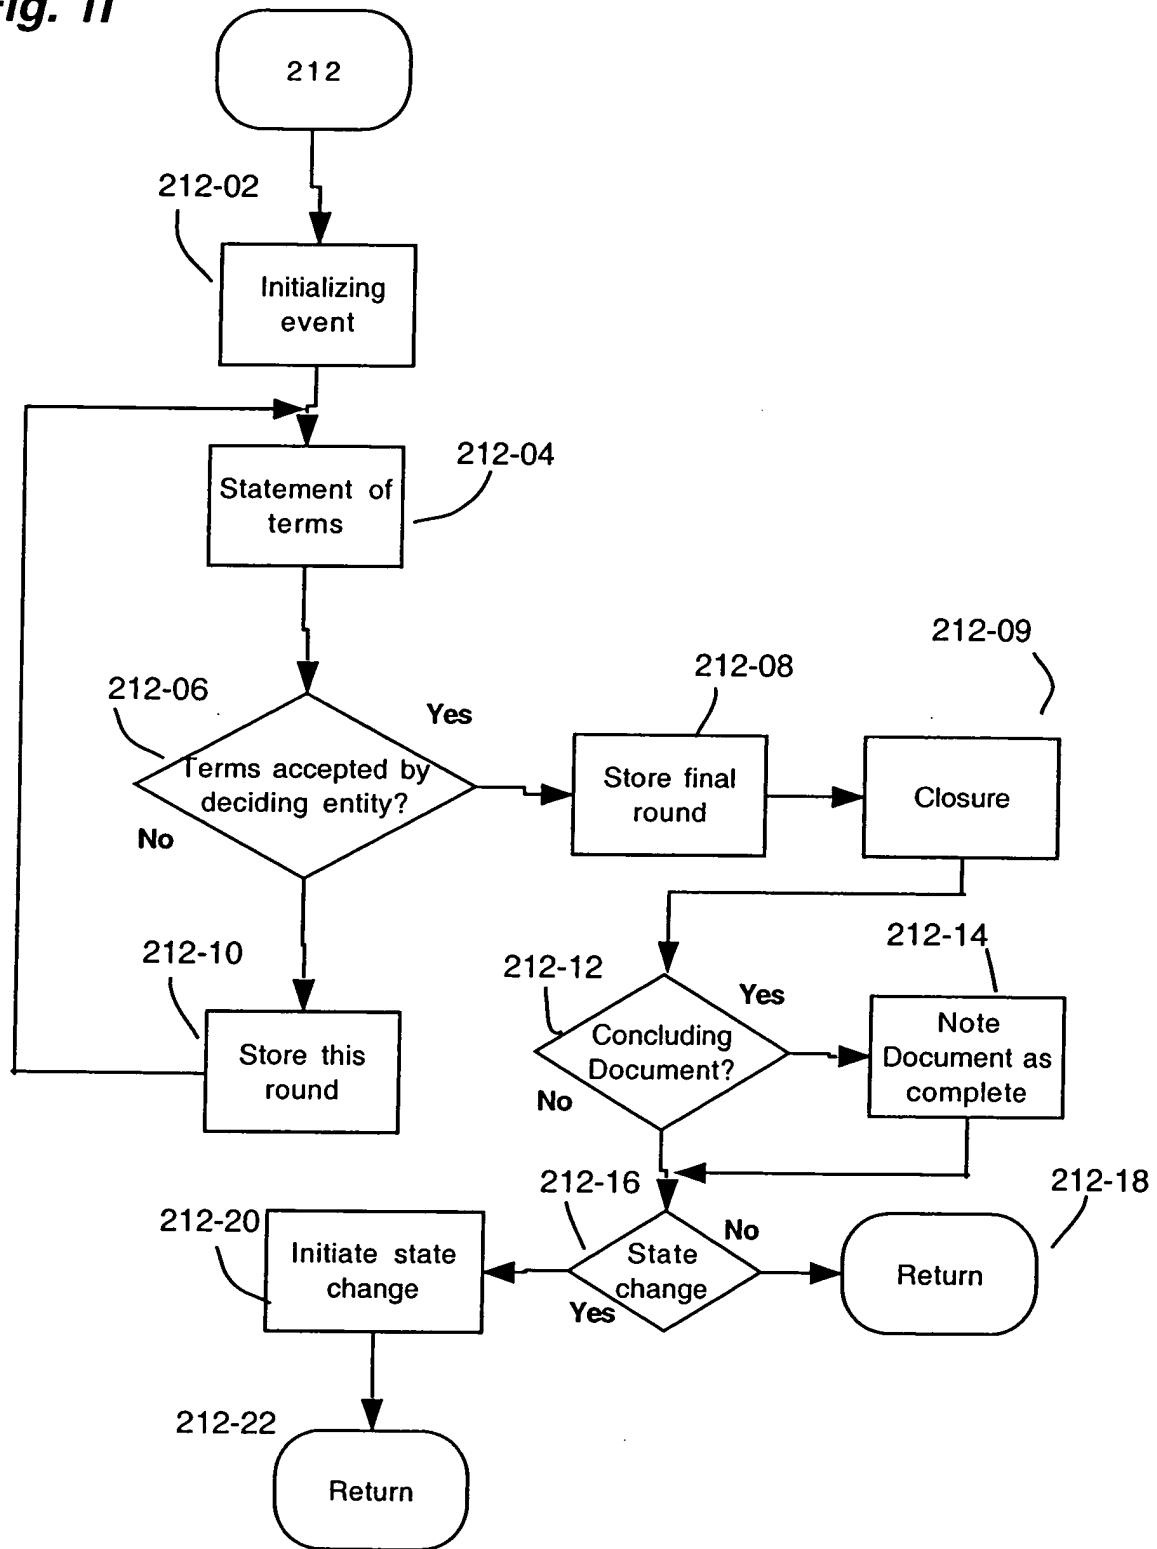 Fig. 11
212
212-02
Initializing
event
212-04
Statement of
terms
212-09
212-08
212-06
Yes
Terms accepted by
deciding entity?
Store final
round
Closure
No
212-14
212-10
212-12
Yes
Store this
round
Concluding
Document?
Note
Document as
complete
No
212-16
212-18
212-20
No
Initiate state
change
State
change
Return
Yes
212-22
Return